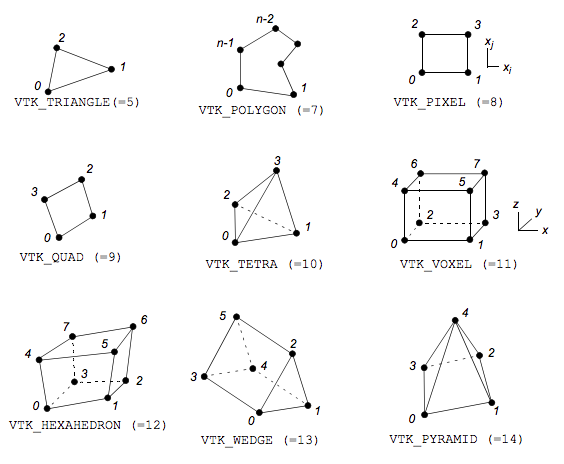 2
0
1
VTK_TRIANGLE(=5)
n-2
n-1
0
1
VTK_POLYGON (=7)
2
3
0
1
xj
xi
VTK_PIXEL (=8)
2
3
1
0
VTK_QUAD (=9)
3
2
0
1
VTK_TETRA (=10)
6
7
4
5
2
3
0
1
z
y
x
VTK_VOXEL (=11)
7
6
4
5
3
2
0
1
VTK_HEXAHEDRON (=12)
5
2
3
4
0
1
VTK_WEDGE (=13)
4
3
2
0
1
VTK_PYRAMID (=14)